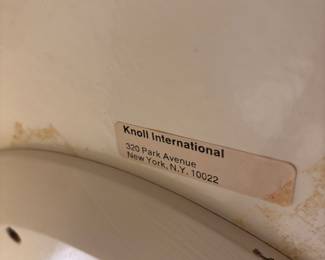 Knoll International
320 Park Avenue
New York, N.Y. 10022